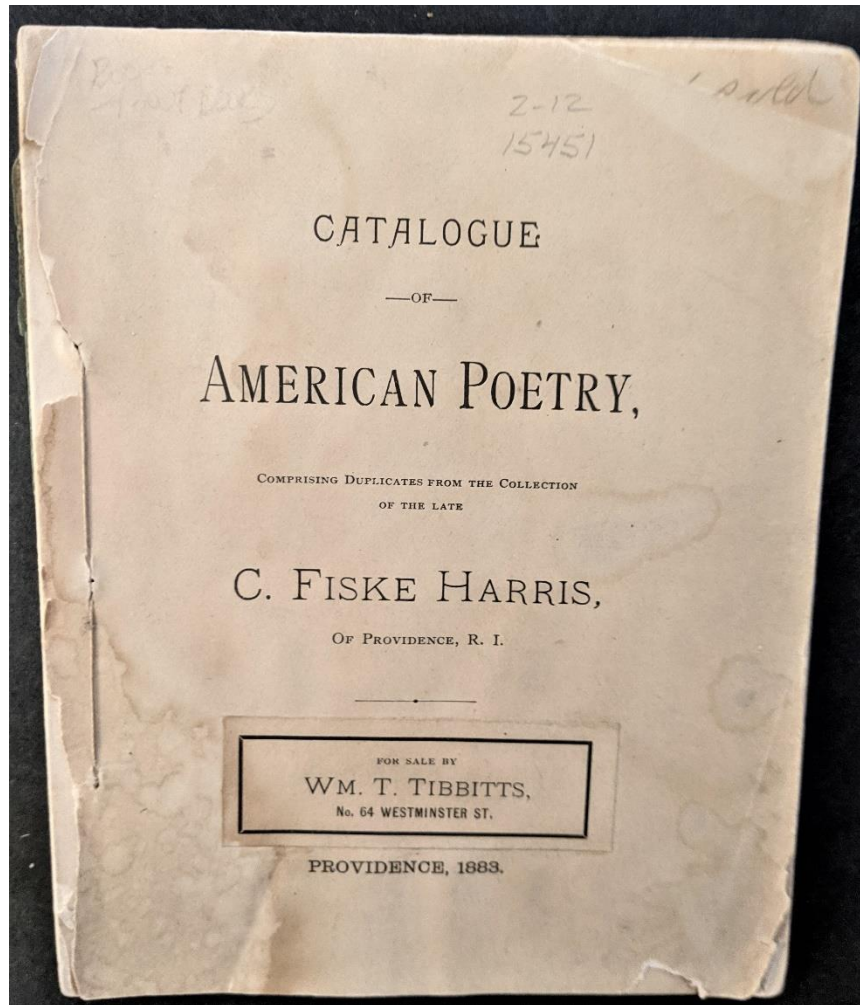 2-12
15451
CATALOGUE
—OF—
AMERICAN POETRY,
COMPRISING DUPLICATES FROM THE COLLECTION
OF THE LATE
C. FISKE HARRIS,
OF PROVIDENCE, R. I.
FOR SALE BY
WM. T. TIBBITTS,
No. 64 WESTMINSTER ST.
PROVIDENCE, 1883.